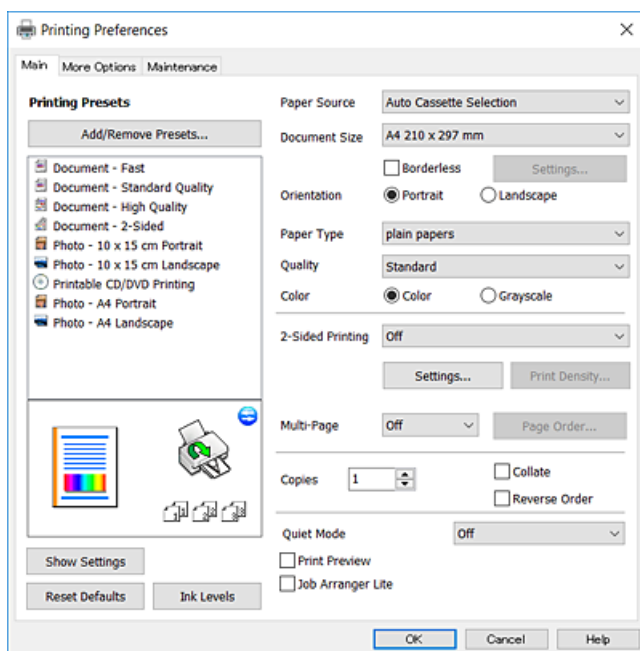 Printing Preferences
Main More Options Maintenance
Printing Presets
Add/Remove Presets...
Document - Fast
Document - Standard Quality
Document - High Quality
Document - 2-Sided
Photo - 10 x 15 cm Portrait
Photo - 10 x 15 cm Landscape
Printable CD/DVD Printing
Photo - A4 Portrait
Photo - A4 Landscape
Show Settings
Reset Defaults Ink Levels
Paper Source Auto Cassette Selection
Document Size A4 210 x 297 mm
Borderless Settings...
Orientation Portrait Landscape
Paper Type plain papers
Quality Standard
Color Color Grayscale
2-Sided Printing Off
Settings... Print Density...
Multi-Page Off Page Order...
Copies 1 Collate
Reverse Order
Quiet Mode Off
Print Preview
Job Arranger Lite
OK Cancel Help